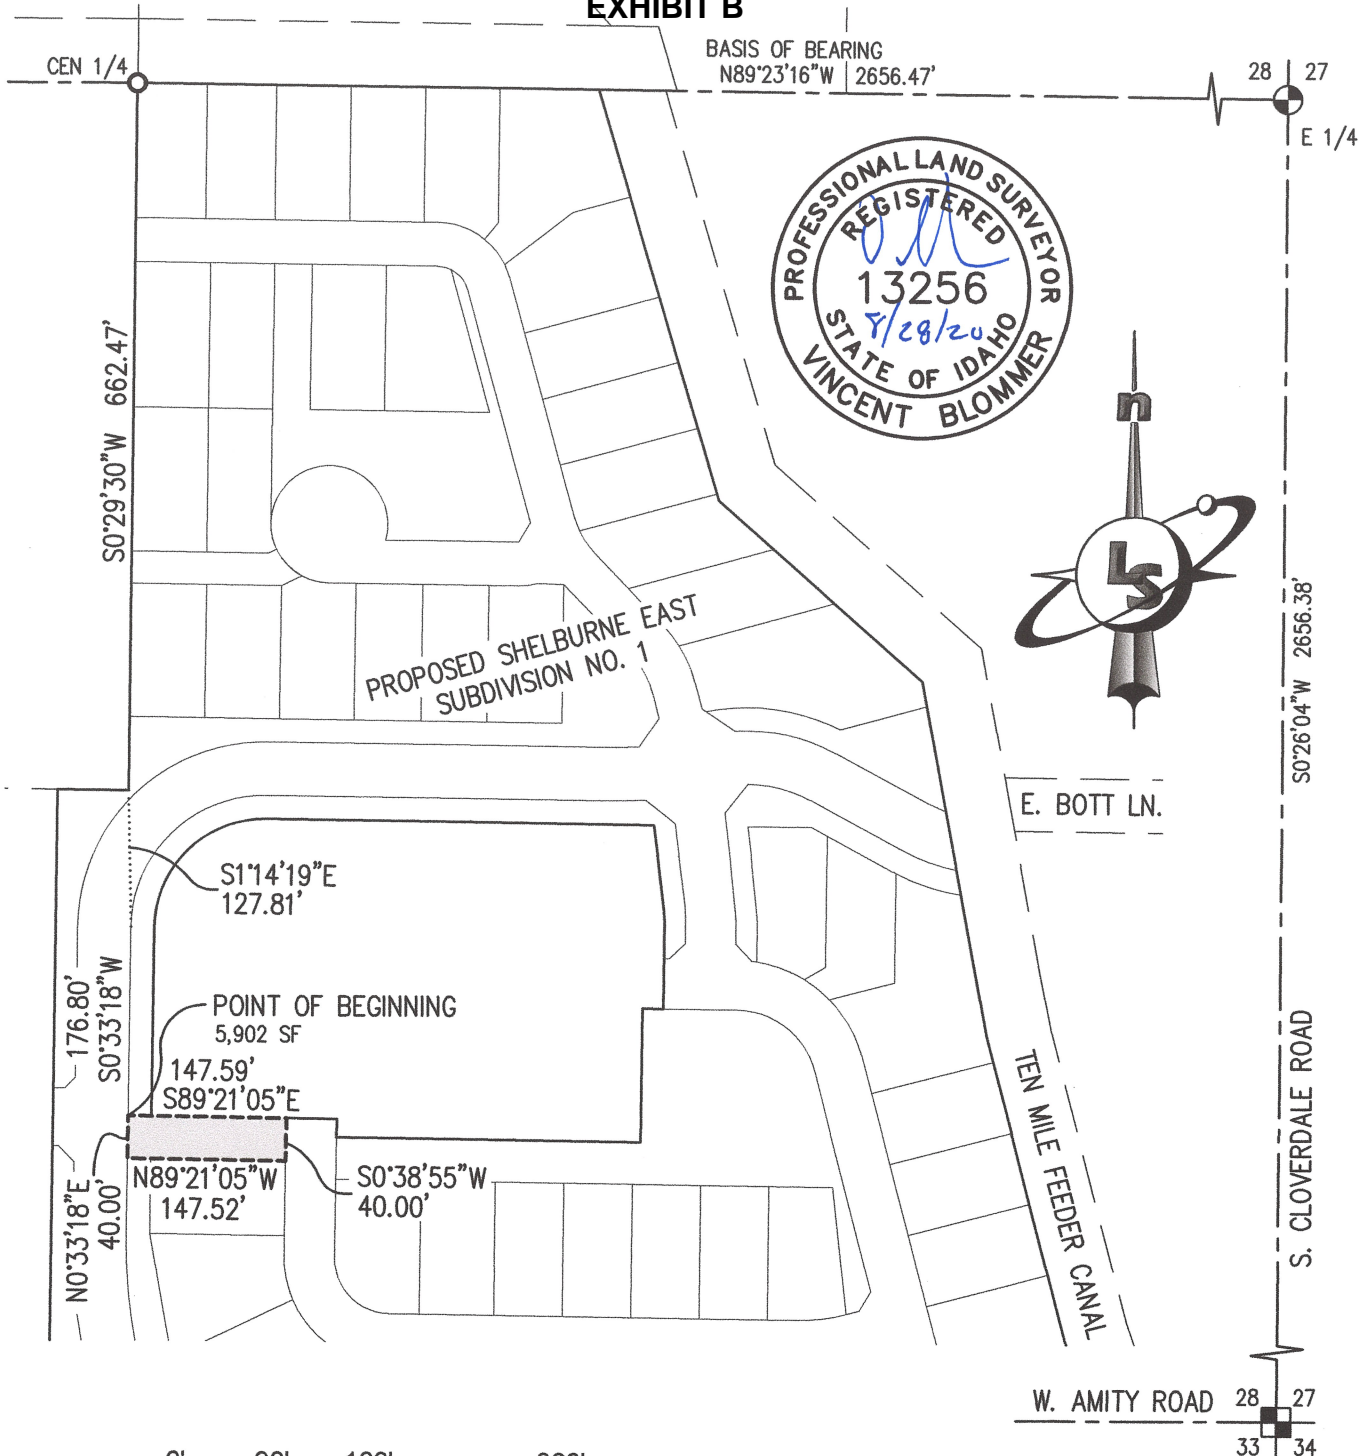 EXHIBIT B
BASIS OF BEARING
N89°23'16"W 2656.47'
CEN 1/4
28 27
E 1/4
PROFESSIONAL LAND SURVEYOR
REGISTERED
13256
8/28/20
STATE OF IDAHO
VINCENT BLOMMER
n
LS
S0°29'30"W 662.47'
PROPOSED SHELBURNE EAST
SUBDIVISION NO. 1
S0°26'04"W 2656.38'
E. BOTT LN.
S1°14'19"E
127.81'
176.80'
S0°33'18"W
POINT OF BEGINNING
5,902 SF
147.59'
S89°21'05"E
N89°21'05"W
147.52'
S0°38'55"W
40.00'
N0°33'18"E
40.00'
TEN MILE FEEDER CANAL
S. CLOVERDALE ROAD
W. AMITY ROAD
28 27
33 34